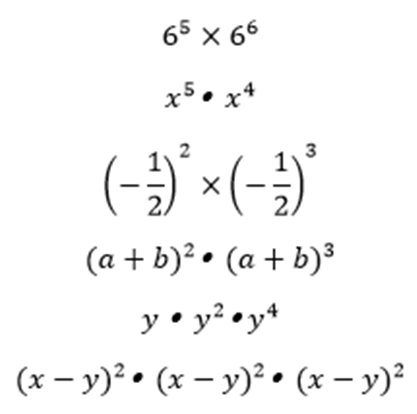 6⁵ × 6⁶
x⁵ • x⁴
(−1/2)² × (−1/2)³
(a + b)² • (a + b)³
y • y² • y⁴
(x − y)² • (x − y)² • (x − y)²